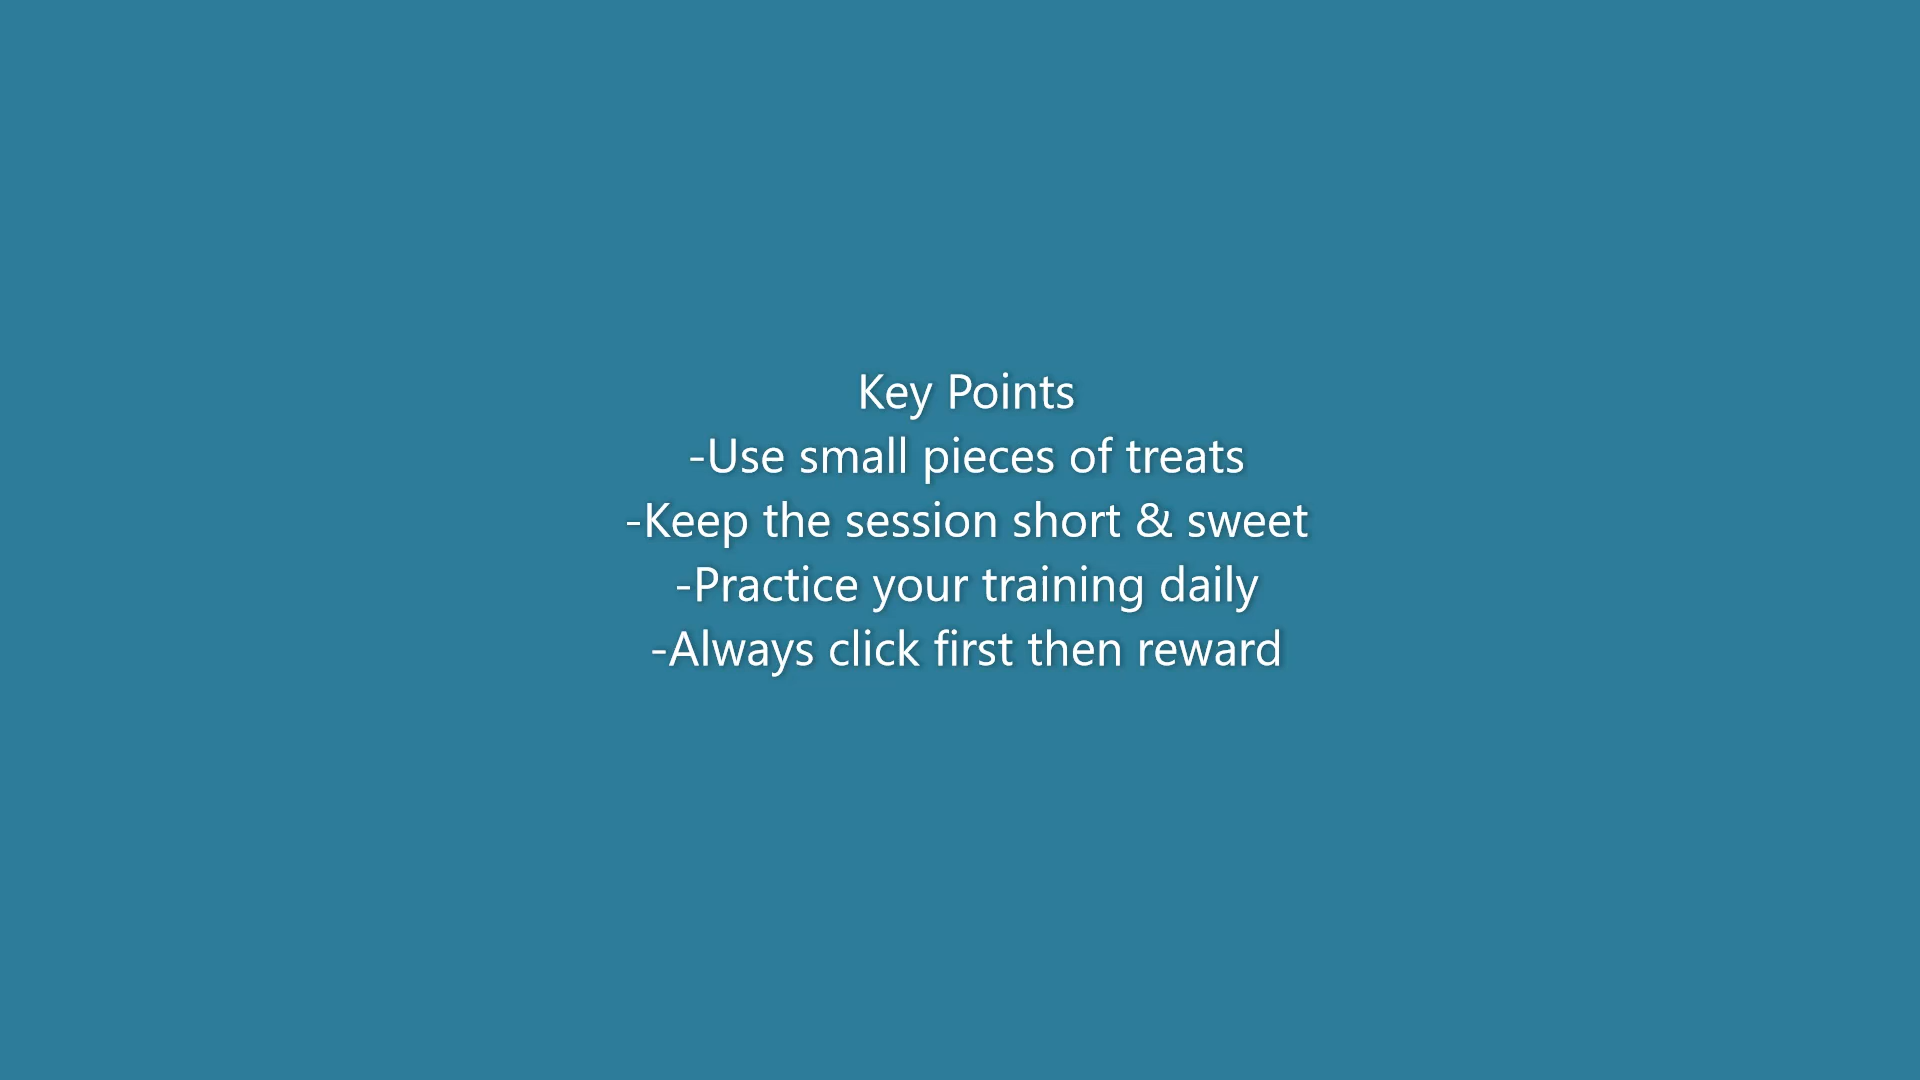 Key Points
-Use small pieces of treats
-Keep the session short & sweet
-Practice your training daily
-Always click first then reward